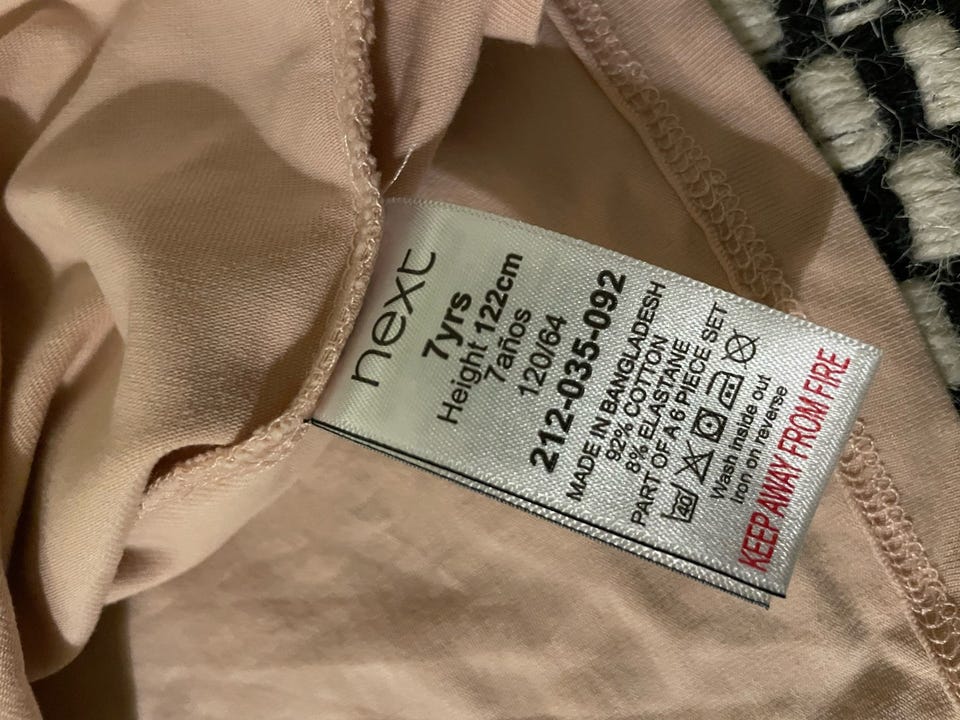 next
7yrs
Height 122cm
7años
120/64
212-035-092
MADE IN BANGLADESH
92% COTTON
8% ELASTANE
PART OF A 6 PIECE SET
40
Wash inside out
Iron on reverse
KEEP AWAY FROM FIRE